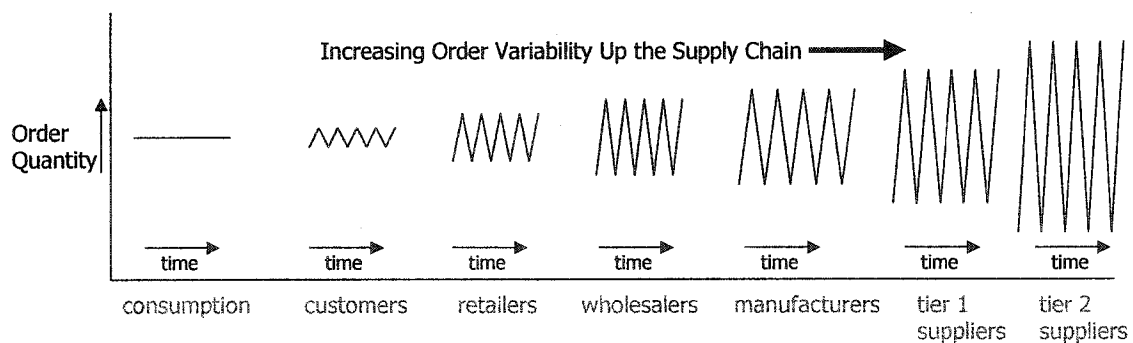 Increasing Order Variability Up the Supply Chain
Order
Quantity
time
time
time
time
time
time
time
consumption
customers
retailers
wholesalers
manufacturers
tier 1
suppliers
tier 2
suppliers